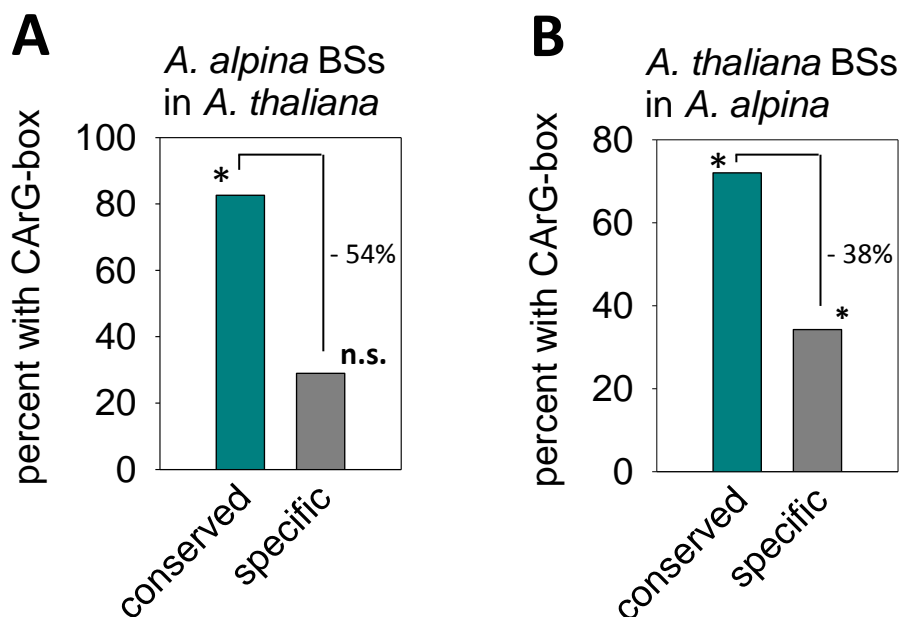 A
A. alpina BSs
in A. thaliana
percent with CArG-box
100
80
60
40
20
0
*
- 54%
n.s.
conserved
specific
B
A. thaliana BSs
in A. alpina
percent with CArG-box
80
60
40
20
0
*
- 38%
*
conserved
specific